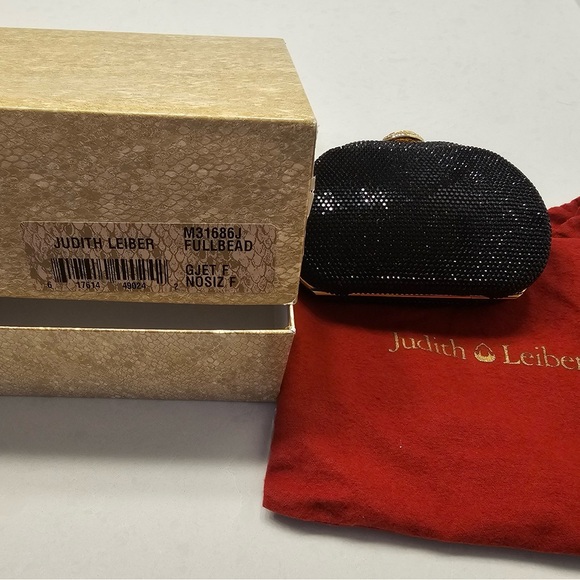 JUDITH LEIBER
M31686J
FULLBEAD
GJET F
NOSIZ F
6 17614 49024 2
Judith Leiber